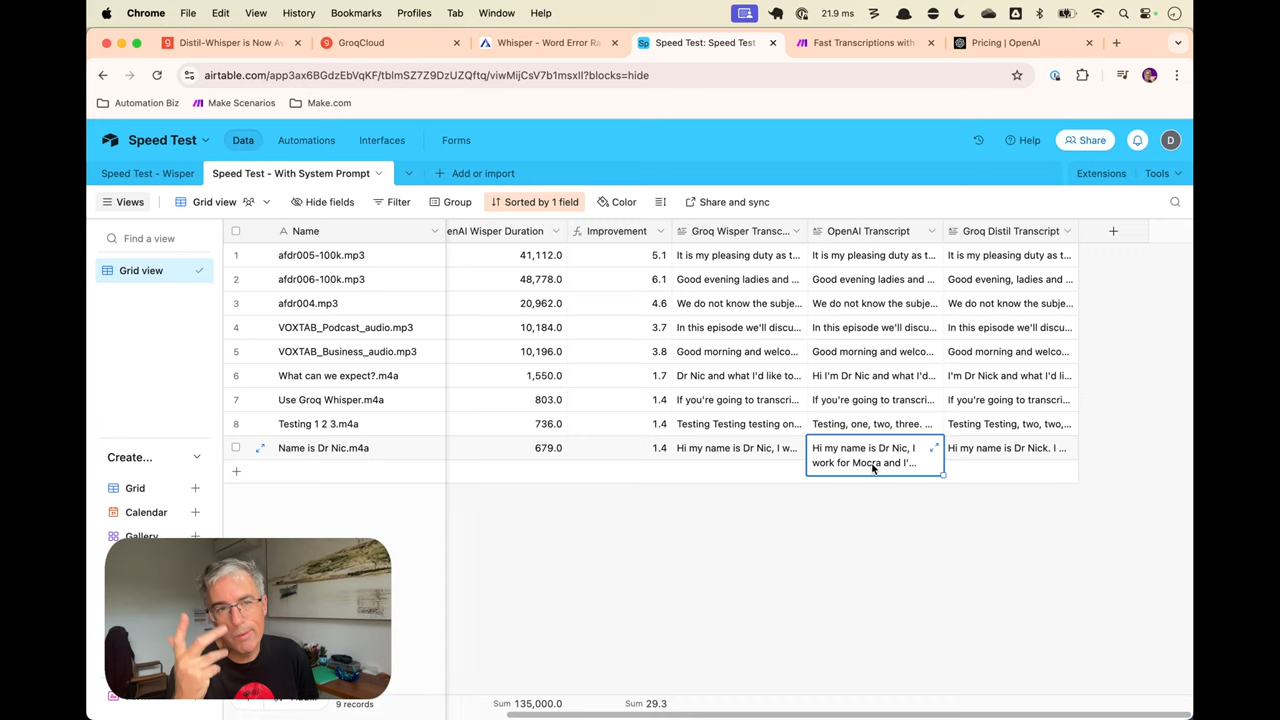 Chrome File Edit View History Bookmarks Profiles Tab Window Help 21.9 ms
Distil-Whisper is Now Av
GroqCloud
Whisper - Word Error Ra
Speed Test: Speed Test
Fast Transcriptions with
Pricing | OpenAI
airtable.com/app3ax6BGdzEbVqKF/tblmSZ7Z9DzUZQftq/viwMijCsV7b1msxlI?blocks=hide
Automation Biz Make Scenarios Make.com
Speed Test Data Automations Interfaces Forms Help Share D
Speed Test - Wisper Speed Test - With System Prompt Add or import Extensions Tools
Views Grid view Hide fields Filter Group Sorted by 1 field Color Share and sync
Find a view
Grid view
Name enAI Wisper Duration Improvement Groq Wisper Transc... OpenAI Transcript Groq Distil Transcript
1 afdr005-100k.mp3 41,112.0 5.1 It is my pleasing duty as t... It is my pleasing duty as t... It is my pleasing duty as t...
2 afdr006-100k.mp3 48,778.0 6.1 Good evening ladies and ... Good evening, ladies and ... Good evening, ladies and ...
3 afdr004.mp3 20,962.0 4.6 We do not know the subje... We do not know the subje... We do not know the subje...
4 VOXTAB_Podcast_audio.mp3 10,184.0 3.7 In this episode we'll discu... In this episode we'll discu... In this episode we'll discu...
5 VOXTAB_Business_audio.mp3 10,196.0 3.8 Good morning and welco... Good morning and welco... Good morning and welco...
6 What can we expect?.m4a 1,550.0 1.7 Dr Nic and what I'd like to... Hi I'm Dr Nic and what I'd... I'm Dr Nick and what I'd li...
7 Use Groq Whisper.m4a 803.0 1.4 If you're going to transcri... If you're going to transcri... If you're going to transcri...
8 Testing 1 2 3.m4a 736.0 1.4 Testing Testing testing on... Testing, one, two, three. ... Testing Testing, two, two,...
Name is Dr Nic.m4a 679.0 1.4 Hi my name is Dr Nic, I w... Hi my name is Dr Nic, I Hi my name is Dr Nick. I ...
work for Mocra and I'...
Create...
Grid
Calendar
Gallery
9 records Sum 135,000.0 Sum 29.3